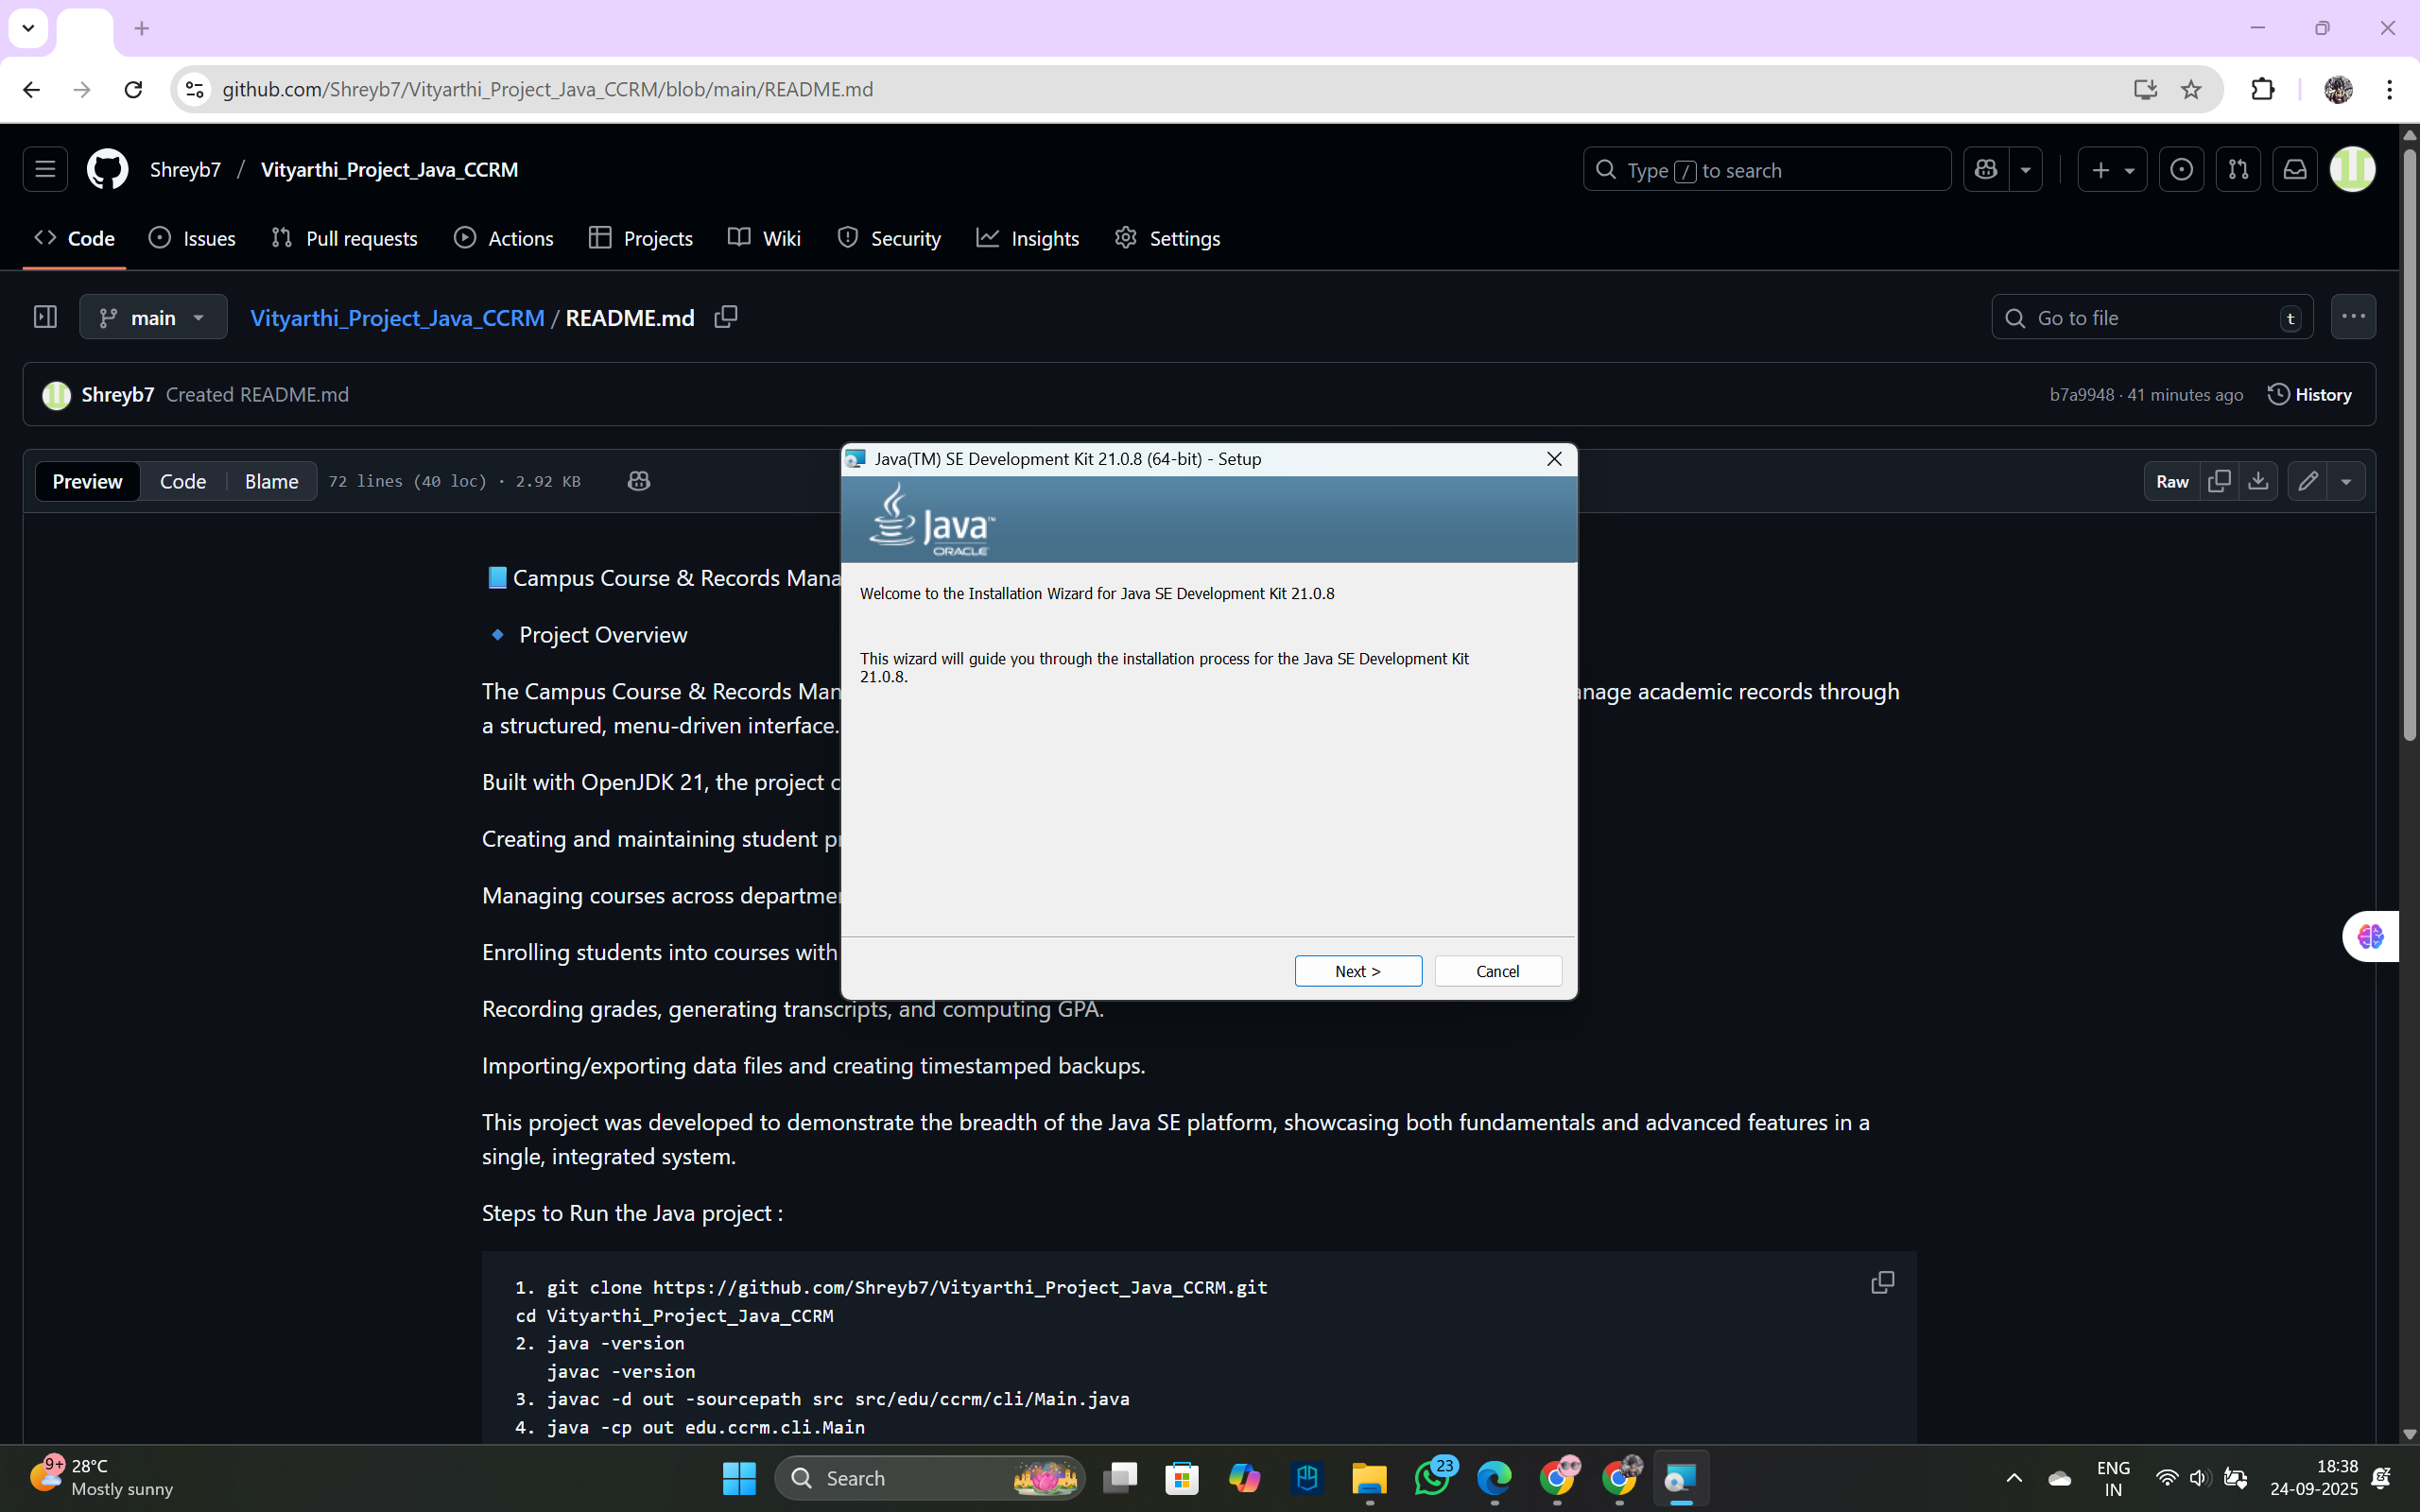 github.com/Shreyb7/Vityarthi_Project_Java_CCRM/blob/main/README.md
Shreyb7 / Vityarthi_Project_Java_CCRM
Type / to search
Code Issues Pull requests Actions Projects Wiki Security Insights Settings
main
Vityarthi_Project_Java_CCRM / README.md
Go to file t
Shreyb7 Created README.md
b7a9948 · 41 minutes ago History
Preview Code Blame 72 lines (40 loc) · 2.92 KB
Raw
Java(TM) SE Development Kit 21.0.8 (64-bit) - Setup
Java™
ORACLE
Welcome to the Installation Wizard for Java SE Development Kit 21.0.8
This wizard will guide you through the installation process for the Java SE Development Kit
21.0.8.
Next >
Cancel
Campus Course & Records Mana
Project Overview
The Campus Course & Records Man
anage academic records through
a structured, menu-driven interface.
Built with OpenJDK 21, the project
Creating and maintaining student
Managing courses across
Enrolling students into courses with
Recording grades, generating transcripts, and computing GPA.
Importing/exporting data files and creating timestamped backups.
This project was developed to demonstrate the breadth of the Java SE platform, showcasing both fundamentals and advanced features in a
single, integrated system.
Steps to Run the Java project :
1. git clone https://github.com/Shreyb7/Vityarthi_Project_Java_CCRM.git
cd Vityarthi_Project_Java_CCRM
2. java -version
javac -version
3. javac -d out -sourcepath src src/edu/ccrm/cli/Main.java
4. java -cp out edu.ccrm.cli.Main
9+
28°C
Mostly sunny
Search
23
ENG
IN
18:38
24-09-2025